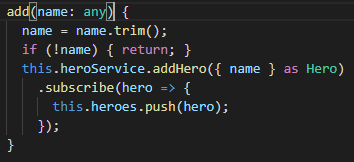 add(name: any) {
  name = name.trim();
  if (!name) { return; }
  this.heroService.addHero({ name } as Hero)
    .subscribe(hero => {
      this.heroes.push(hero);
    });
}